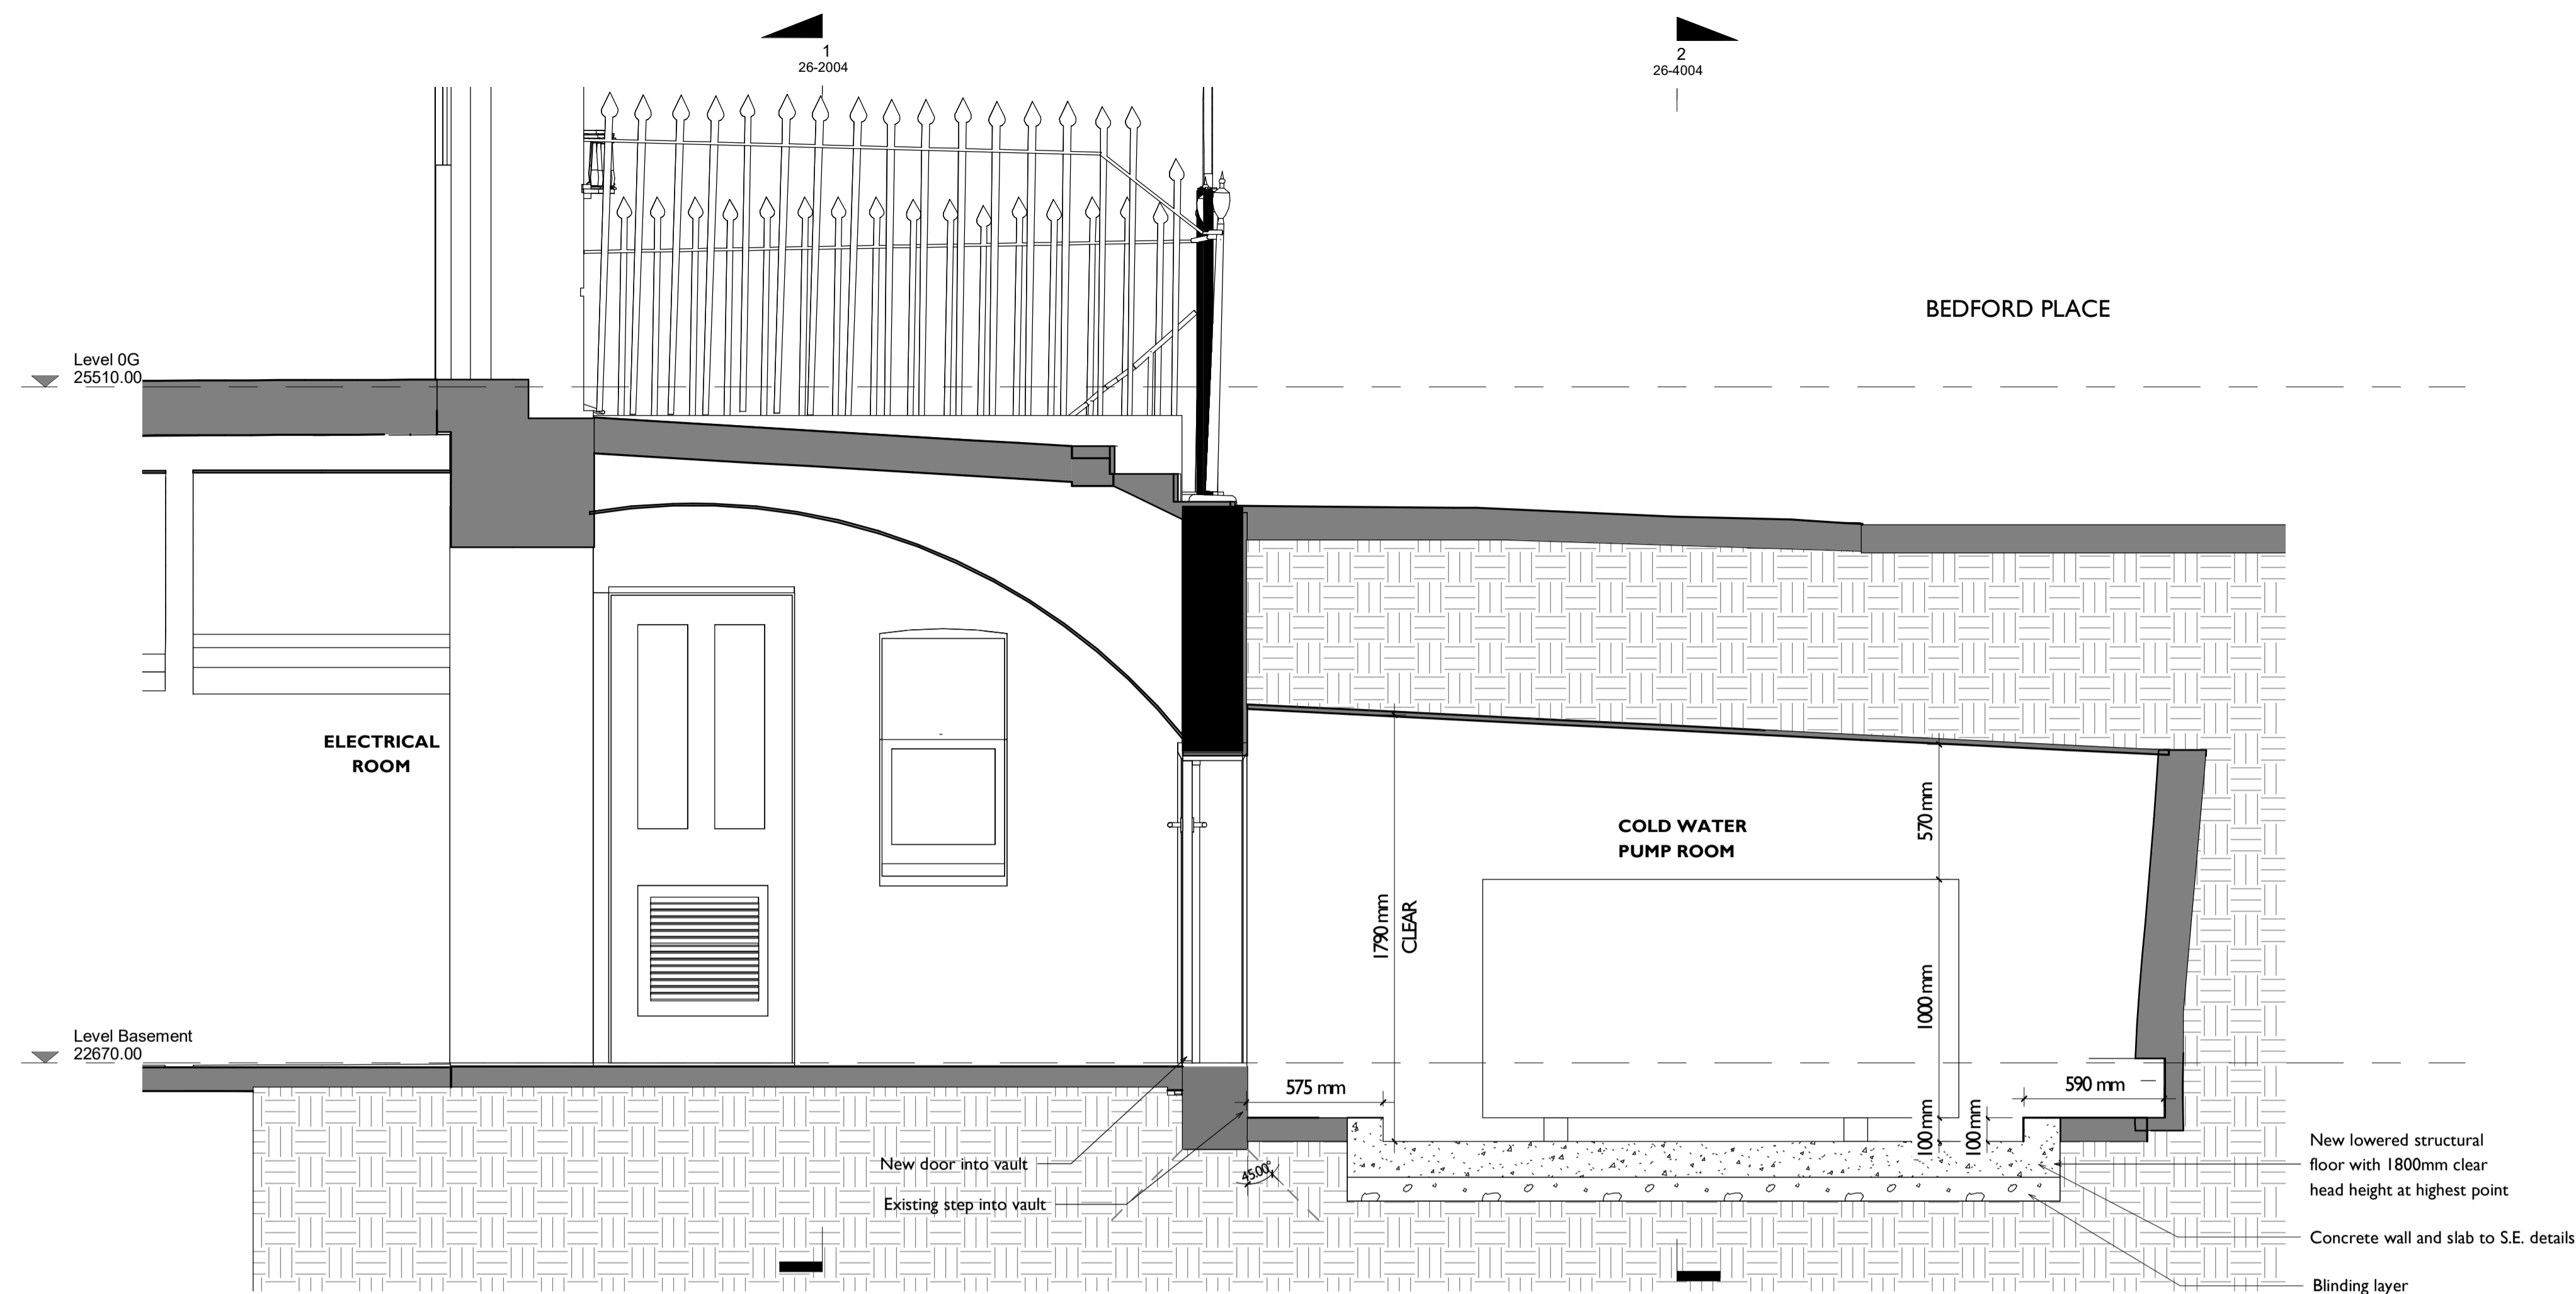 1
26-2004
2
26-4004
BEDFORD PLACE
Level 0G
25510.00
ELECTRICAL
ROOM
COLD WATER
PUMP ROOM
570 mm
1790 mm
CLEAR
1000 mm
Level Basement
22670.00
575 mm
590 mm
100 mm
100 mm
New door into vault
Existing step into vault
45.00°
New lowered structural
floor with 1800mm clear
head height at highest point
Concrete wall and slab to S.E. details
Blinding layer